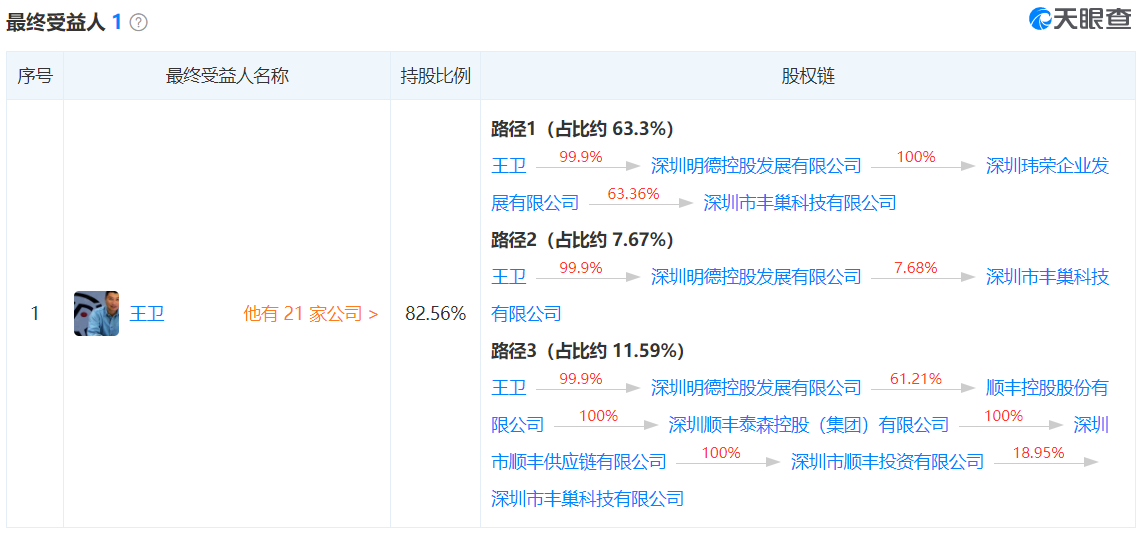 最终受益人 1 ?
天眼查
序号 最终受益人名称 持股比例 股权链
路径1（占比约 63.3%）
王卫 99.9% 深圳明德控股发展有限公司 100% 深圳玮荣企业发
展有限公司 63.36% 深圳市丰巢科技有限公司
路径2（占比约 7.67%）
王卫 99.9% 深圳明德控股发展有限公司 7.68% 深圳市丰巢科技
有限公司
1 王卫 他有 21 家公司 > 82.56%
路径3（占比约 11.59%）
王卫 99.9% 深圳明德控股发展有限公司 61.21% 顺丰控股股份有
限公司 100% 深圳顺丰泰森控股（集团）有限公司 100% 深圳
市顺丰供应链有限公司 100% 深圳市顺丰投资有限公司 18.95%
深圳市丰巢科技有限公司